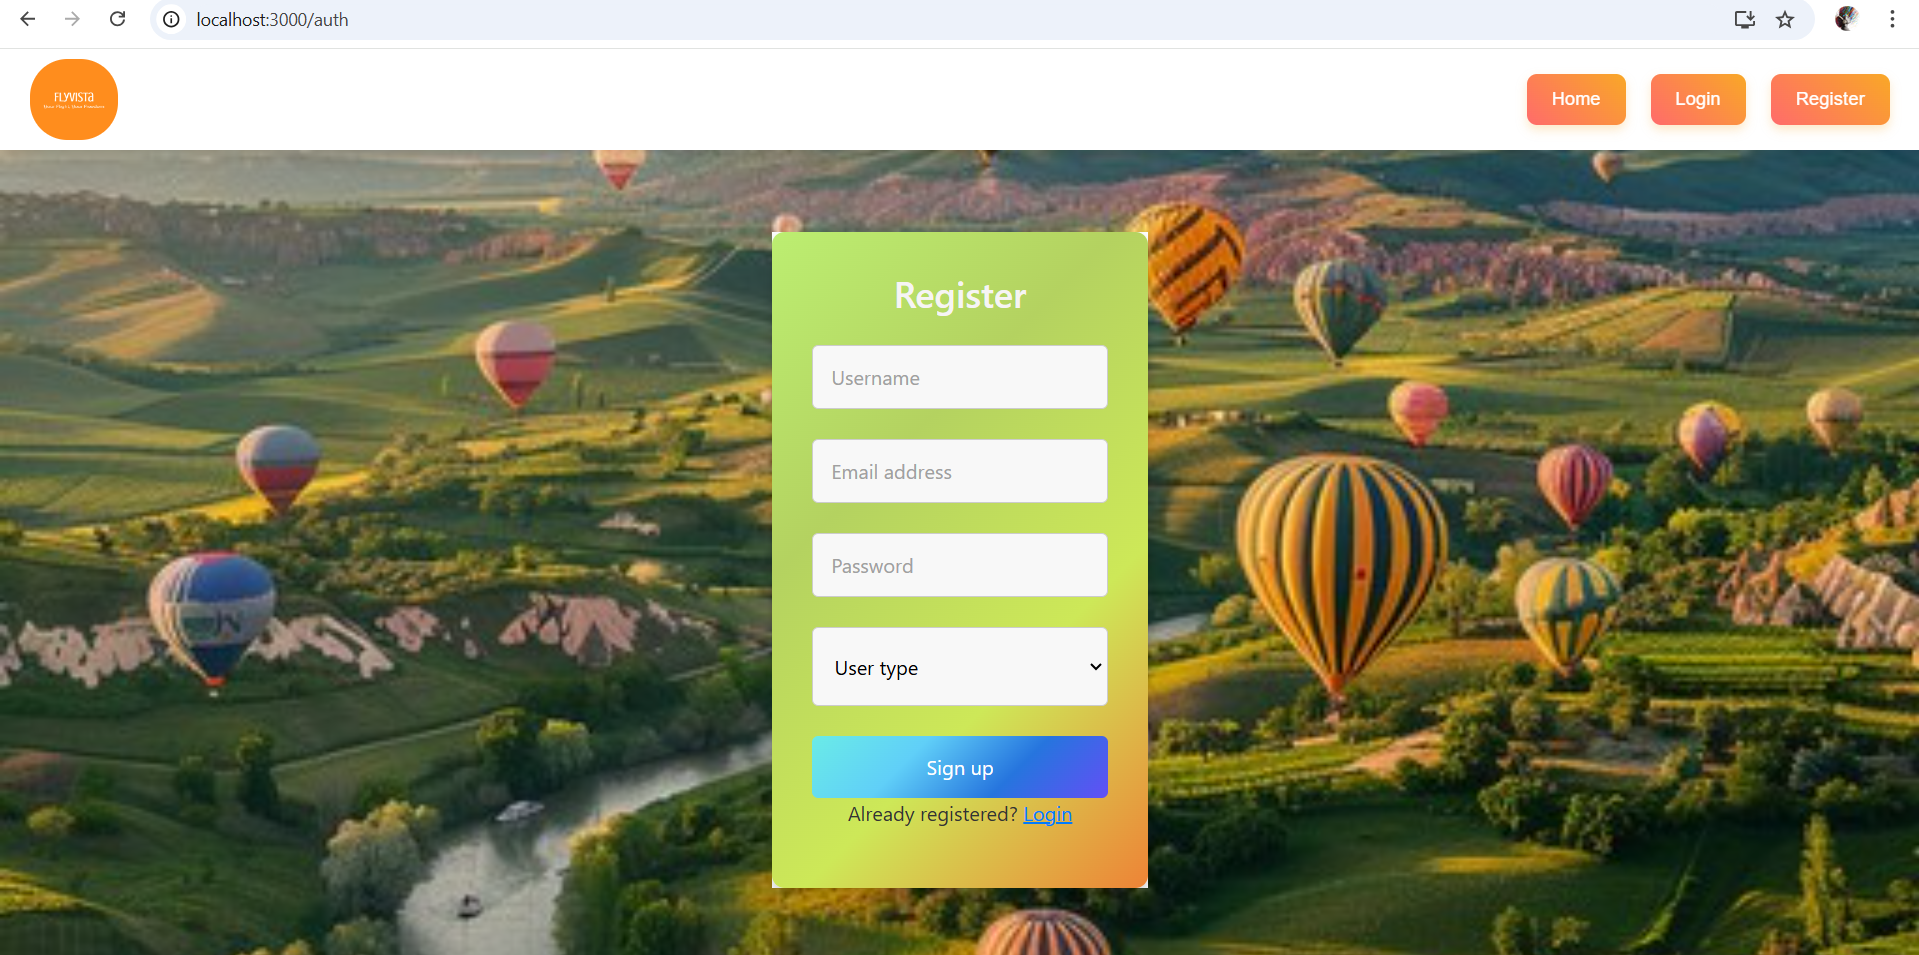 localhost:3000/auth
FLYVISTA
Home
Login
Register
Register
Username
Email address
Password
User type
Sign up
Already registered? Login